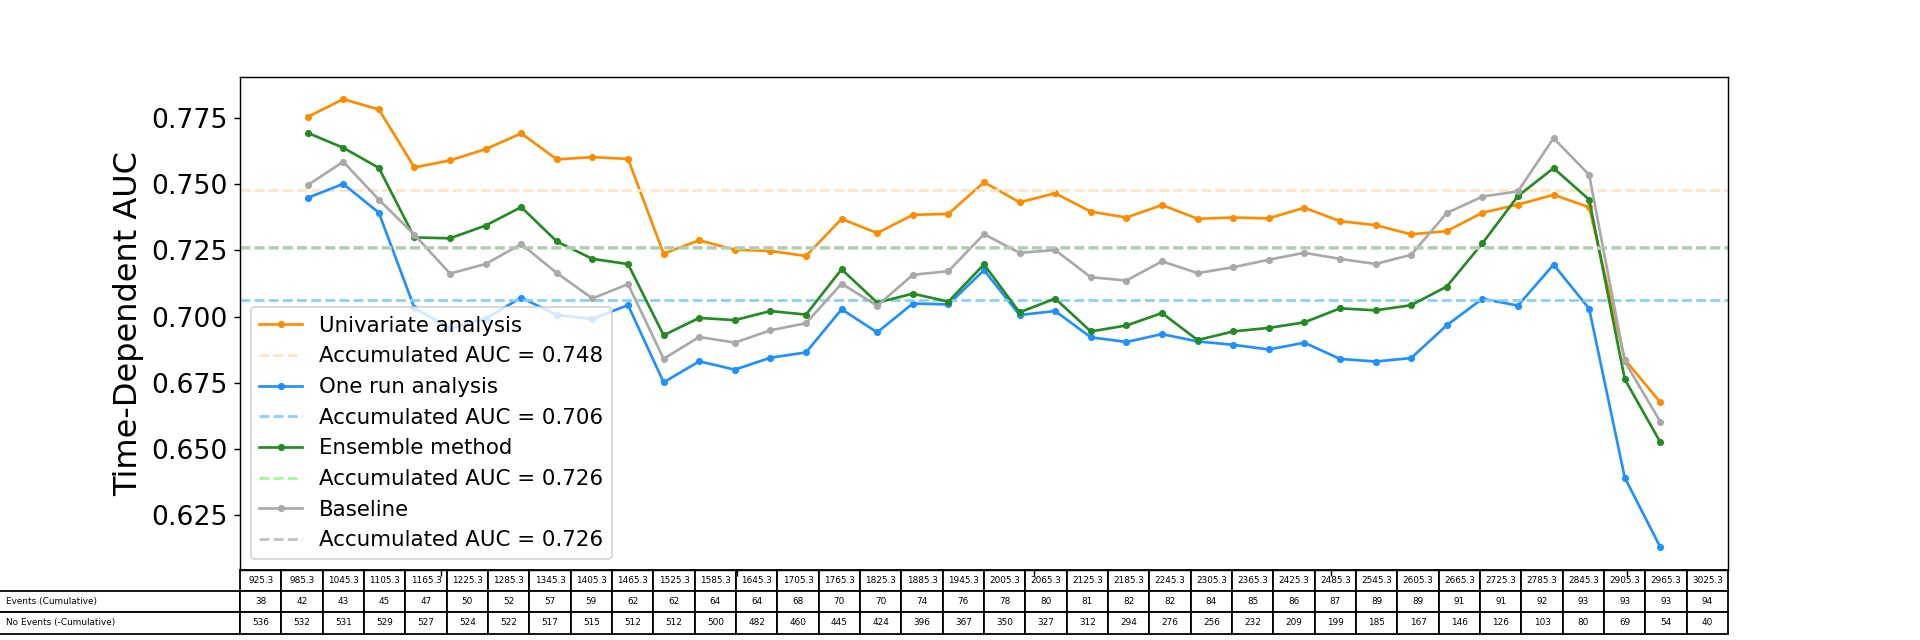 Time-Dependent AUC
0.775
0.750
0.725
0.700
0.675
0.650
0.625
Univariate analysis
Accumulated AUC = 0.748
One run analysis
Accumulated AUC = 0.706
Ensemble method
Accumulated AUC = 0.726
Baseline
Accumulated AUC = 0.726
925.3 985.3 1045.3 1105.3 1165.3 1225.3 1285.3 1345.3 1405.3 1465.3 1525.3 1585.3 1645.3 1705.3 1765.3 1825.3 1885.3 1945.3 2005.3 2065.3 2125.3 2185.3 2245.3 2305.3 2365.3 2425.3 2485.3 2545.3 2605.3 2665.3 2725.3 2785.3 2845.3 2905.3 2965.3 3025.3
Events (Cumulative) 38 42 43 45 47 50 52 57 59 62 62 64 64 68 70 70 74 76 78 80 81 82 82 84 85 86 87 89 89 91 91 92 93 93 93 94
No Events (-Cumulative) 536 532 531 529 527 524 522 517 515 512 512 500 482 460 445 424 396 367 350 327 312 294 276 256 232 209 199 185 167 146 126 103 80 69 54 40